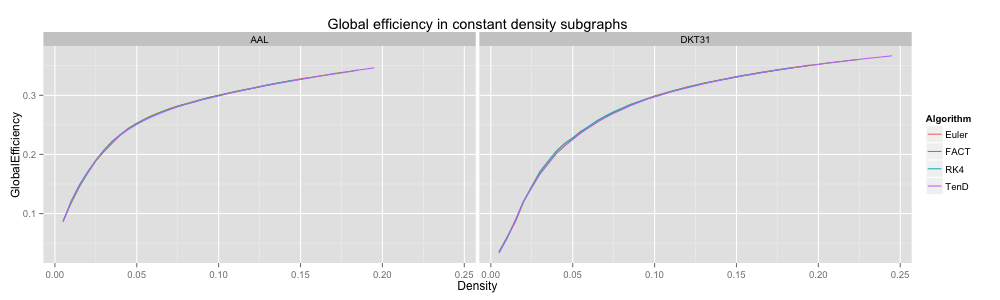 Global efficiency in constant density subgraphs
AAL
DKT31
GlobalEfficiency
0.3
0.2
0.1
0.00 0.05 0.10 0.15 0.20 0.25
0.00 0.05 0.10 0.15 0.20 0.25
Density
Algorithm
Euler
FACT
RK4
TenD